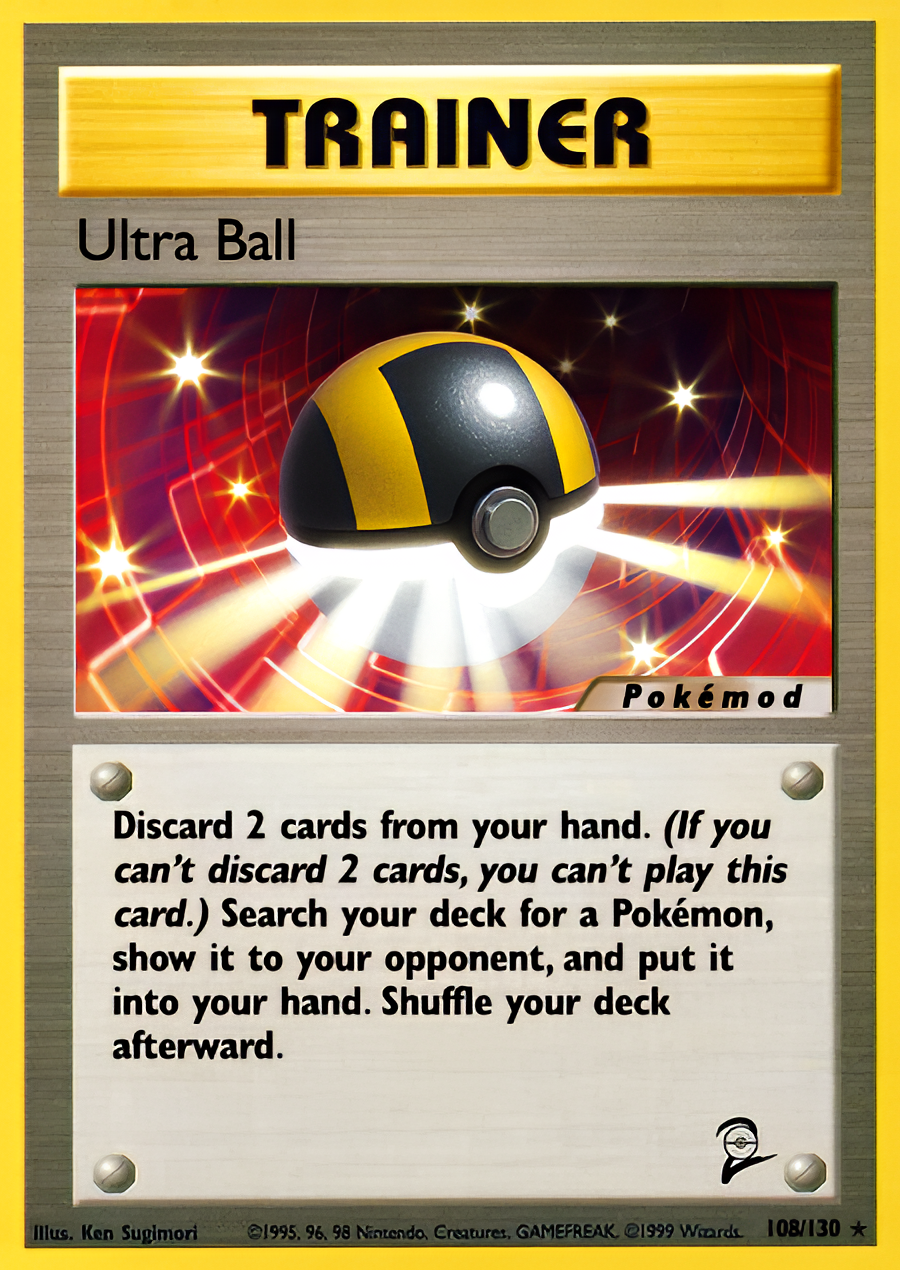 TRAINER
Ultra Ball
Pokémod
Discard 2 cards from your hand. (If you
can't discard 2 cards, you can't play this
card.) Search your deck for a Pokémon,
show it to your opponent, and put it
into your hand. Shuffle your deck
afterward.
Illus. Ken Sugimori ©1995, 96, 98 Nintendo, Creatures, GAMEFREAK. ©1999 Wizards. 108/130 ★